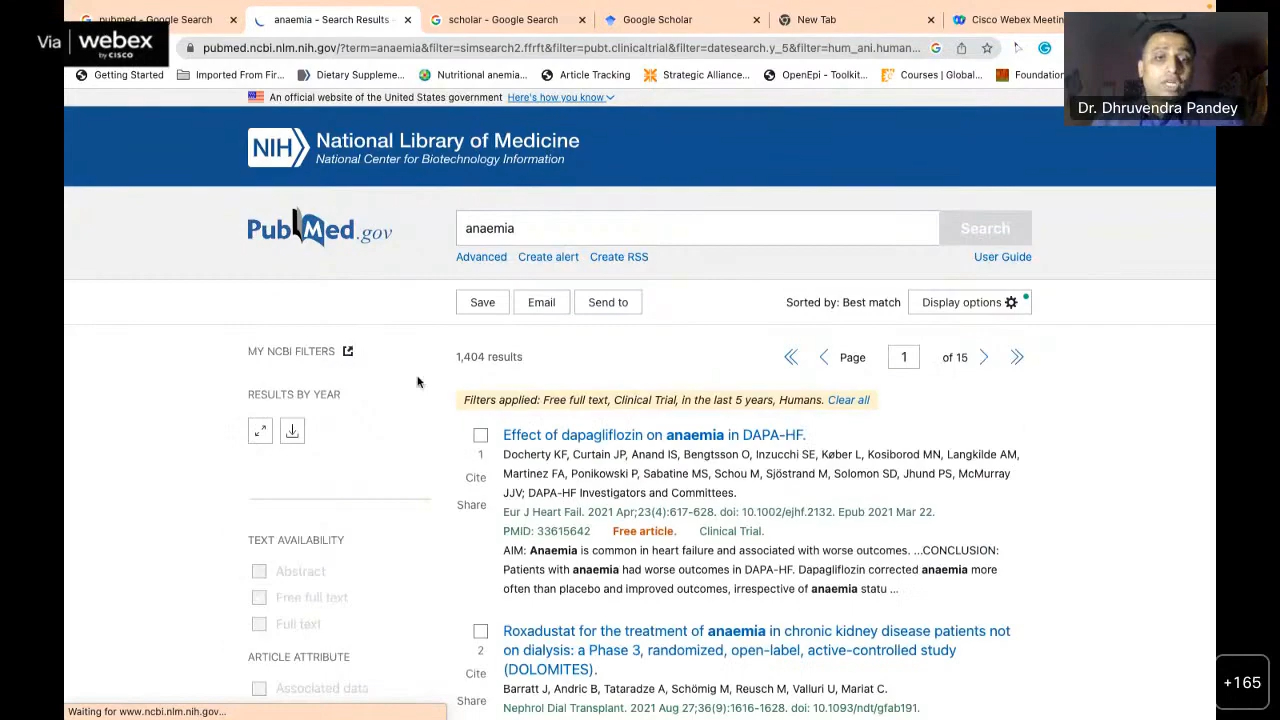 pubmed - Google Search
anaemia - Search Results -
scholar - Google Search
Google Scholar
New Tab
Cisco Webex Meetin
Via webex by CISCO
pubmed.ncbi.nlm.nih.gov/?term=anaemia&filter=simsearch2.ffrft&filter=pubt.clinicaltrial&filter=datesearch.y_5&filter=hum_ani.human...
Getting Started
Imported From Fir...
Dietary Suppleme...
Nutritional anemia...
Article Tracking
Strategic Alliance...
OpenEpi - Toolkit...
Courses | Global...
Foundation
Dr. Dhruvendra Pandey
An official website of the United States government Here's how you know
NIH National Library of Medicine
National Center for Biotechnology Information
PubMed.gov
anaemia
Search
Advanced Create alert Create RSS
User Guide
Save Email Send to
Sorted by: Best match
Display options
MY NCBI FILTERS
1,404 results
Page 1 of 15
RESULTS BY YEAR
Filters applied: Free full text, Clinical Trial, in the last 5 years, Humans. Clear all
TEXT AVAILABILITY
Abstract
Free full text
Full text
ARTICLE ATTRIBUTE
Associated data
1
Cite
Share
Effect of dapagliflozin on anaemia in DAPA-HF.
Docherty KF, Curtain JP, Anand IS, Bengtsson O, Inzucchi SE, Køber L, Kosiborod MN, Langkilde AM,
Martinez FA, Ponikowski P, Sabatine MS, Schou M, Sjöstrand M, Solomon SD, Jhund PS, McMurray
JJV; DAPA-HF Investigators and Committees.
Eur J Heart Fail. 2021 Apr;23(4):617-628. doi: 10.1002/ejhf.2132. Epub 2021 Mar 22.
PMID: 33615642 Free article. Clinical Trial.
AIM: Anaemia is common in heart failure and associated with worse outcomes. ...CONCLUSION:
Patients with anaemia had worse outcomes in DAPA-HF. Dapagliflozin corrected anaemia more
often than placebo and improved outcomes, irrespective of anaemia statu ...
2
Cite
Share
Roxadustat for the treatment of anaemia in chronic kidney disease patients not
on dialysis: a Phase 3, randomized, open-label, active-controlled study
(DOLOMITES).
Barratt J, Andric B, Tataradze A, Schömig M, Reusch M, Valluri U, Mariat C.
Nephrol Dial Transplant. 2021 Aug 27;36(9):1616-1628. doi: 10.1093/ndt/gfab191.
+165
Waiting for www.ncbi.nlm.nih.gov...